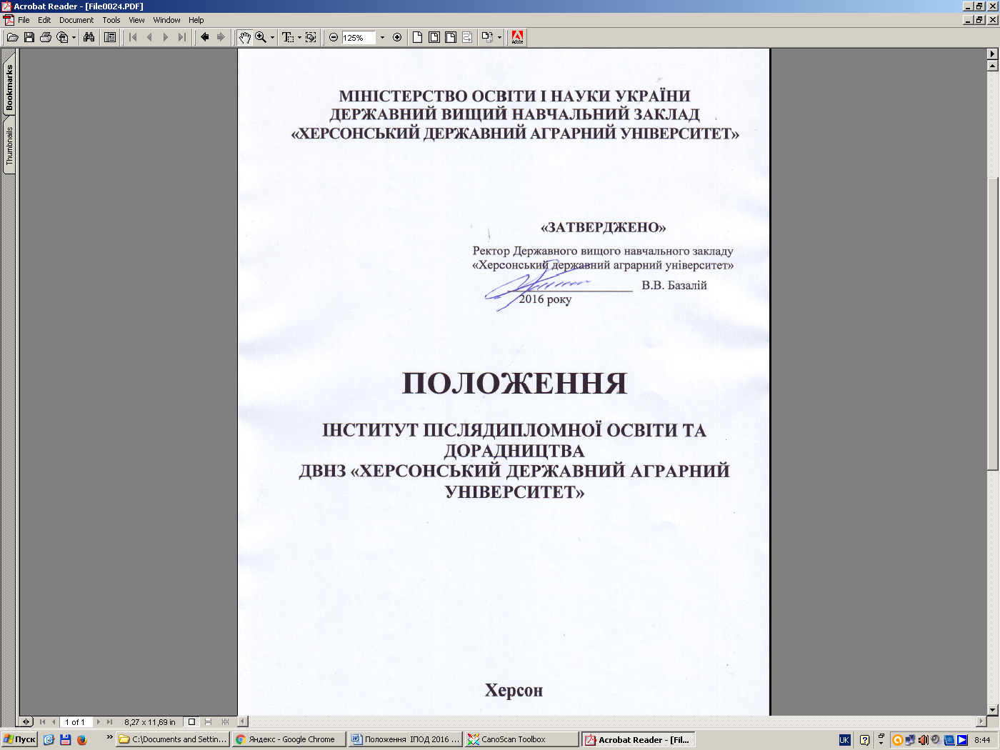 Acrobat Reader - [File0024.PDF]
File Edit Document Tools View Window Help
125%
Adobe
Bookmarks
Thumbnails
МІНІСТЕРСТВО ОСВІТИ І НАУКИ УКРАЇНИ
ДЕРЖАВНИЙ ВИЩИЙ НАВЧАЛЬНИЙ ЗАКЛАД
«ХЕРСОНСЬКИЙ ДЕРЖАВНИЙ АГРАРНИЙ УНІВЕРСИТЕТ»
«ЗАТВЕРДЖЕНО»
Ректор Державного вищого навчального закладу
«Херсонський державний аграрний університет»
В.В. Базалій
2016 року
ПОЛОЖЕННЯ
ІНСТИТУТ ПІСЛЯДИПЛОМНОЇ ОСВІТИ ТА
ДОРАДНИЦТВА
ДВНЗ «ХЕРСОНСЬКИЙ ДЕРЖАВНИЙ АГРАРНИЙ
УНІВЕРСИТЕТ»
Херсон
1 of 1 8,27 x 11,69 in
Пуск » C:\Documents and Settin... Яндекс - Google Chrome Положення ІПОД 2016 ... CanoScan Toolbox Acrobat Reader - [Fil... UK 8:44